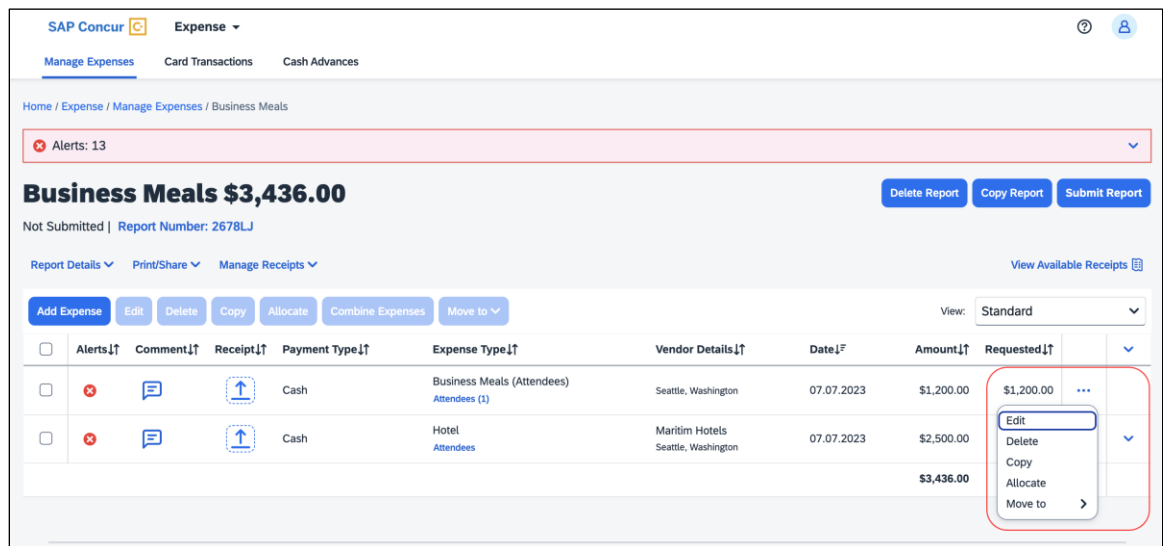 SAP Concur C Expense
Manage Expenses Card Transactions Cash Advances
Home / Expense / Manage Expenses / Business Meals
Alerts: 13
Business Meals $3,436.00
Delete Report Copy Report Submit Report
Not Submitted | Report Number: 2678LJ
Report Details Print/Share Manage Receipts View Available Receipts
Add Expense Edit Delete Copy Allocate Combine Expenses Move to View: Standard
Alerts Comment Receipt Payment Type Expense Type Vendor Details Date Amount Requested
Cash Business Meals (Attendees) Seattle, Washington 07.07.2023 $1,200.00 $1,200.00
Attendees (1)
Hotel Maritim Hotels
Cash 07.07.2023 $2,500.00
Attendees Seattle, Washington
$3,436.00
Edit
Delete
Copy
Allocate
Move to